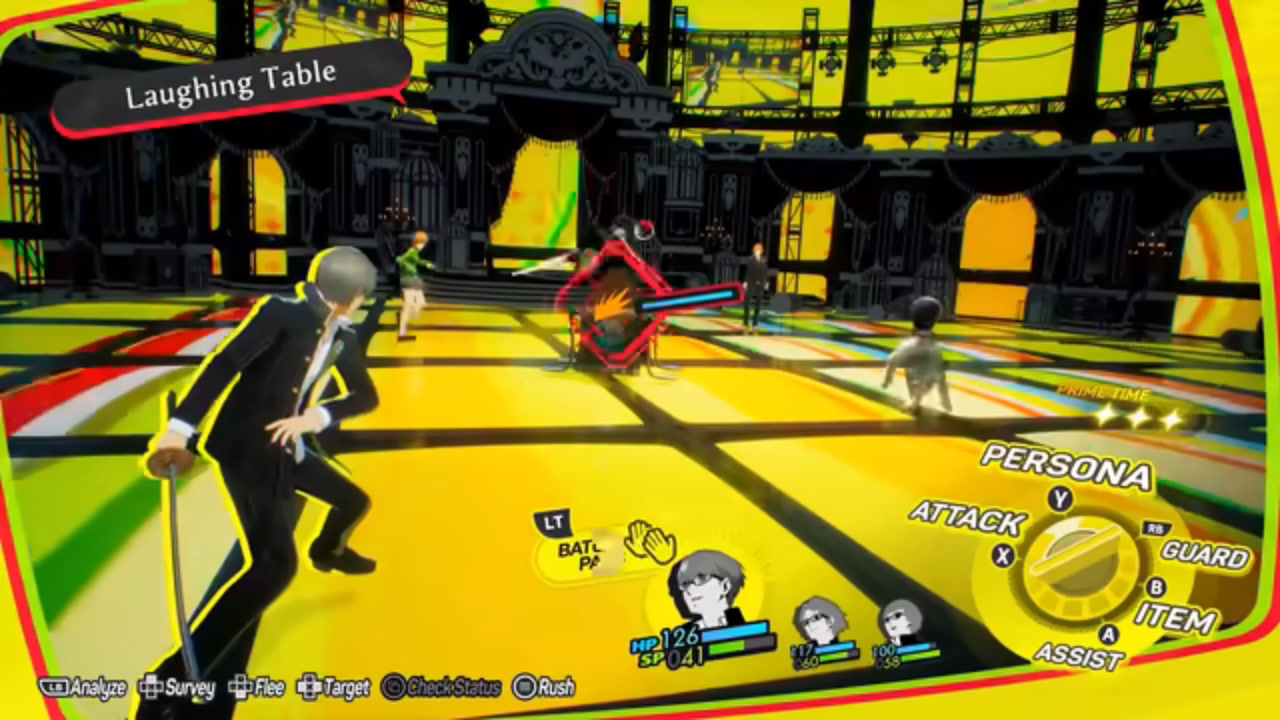 Laughing Table
PRIME TIME
PERSONA
Y
ATTACK
X
RB
GUARD
B
ITEM
A
ASSIST
LT
HP 126
SP 041
117
060
100
058
LB Analyze
Survey
Flee
Target
Check Status
Rush